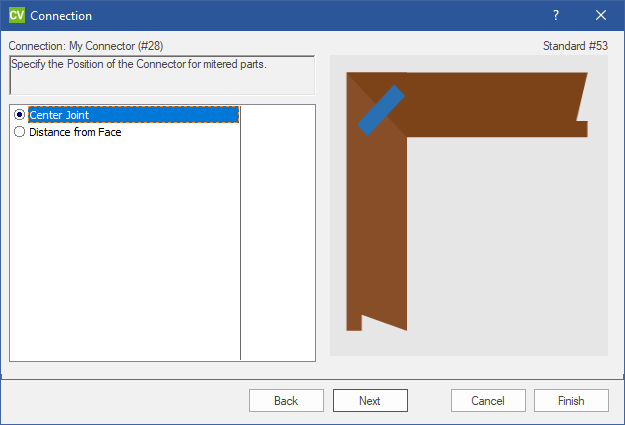 CV Connection ?
Connection: My Connector (#28) Standard #53
Specify the Position of the Connector for mitered parts.
Center Joint
Distance from Face
Back Next Cancel Finish